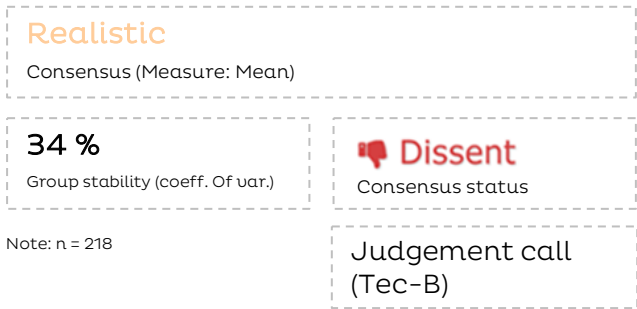 Realistic
Consensus (Measure: Mean)
34 %
Group stability (coeff. Of var.)
Dissent
Consensus status
Note: n = 218
Judgement call
(Tec-B)